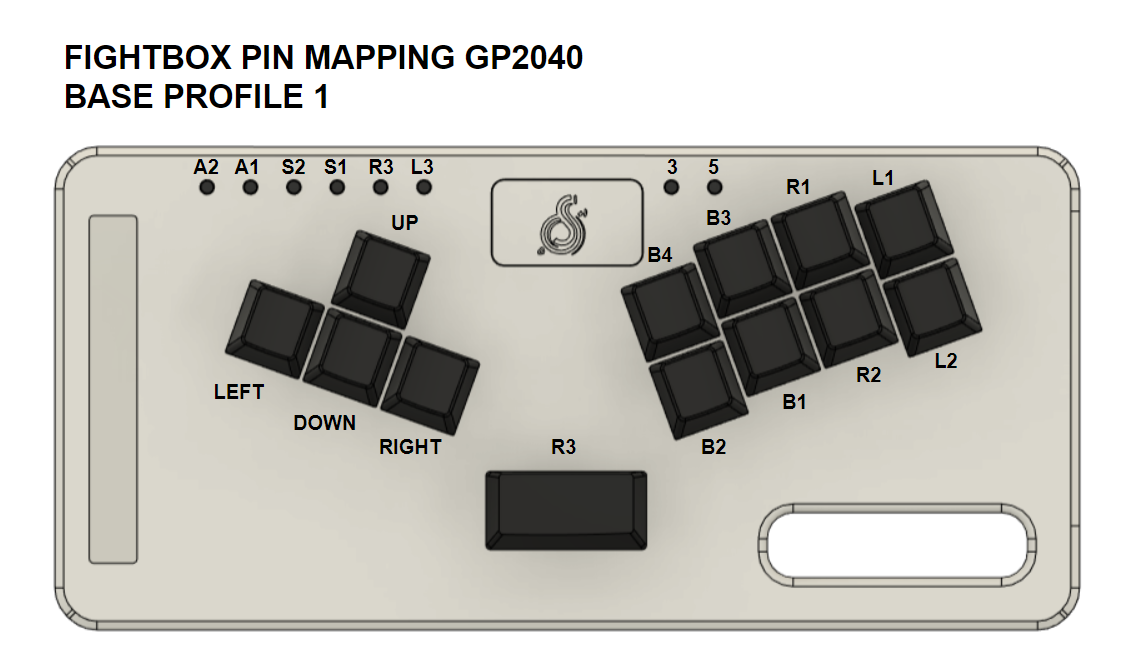 FIGHTBOX PIN MAPPING GP2040
BASE PROFILE 1
A2 A1 S2 S1 R3 L3 3 5
R1 L1
B3
UP
B4
L2
R2
LEFT
B1
DOWN
RIGHT R3 B2